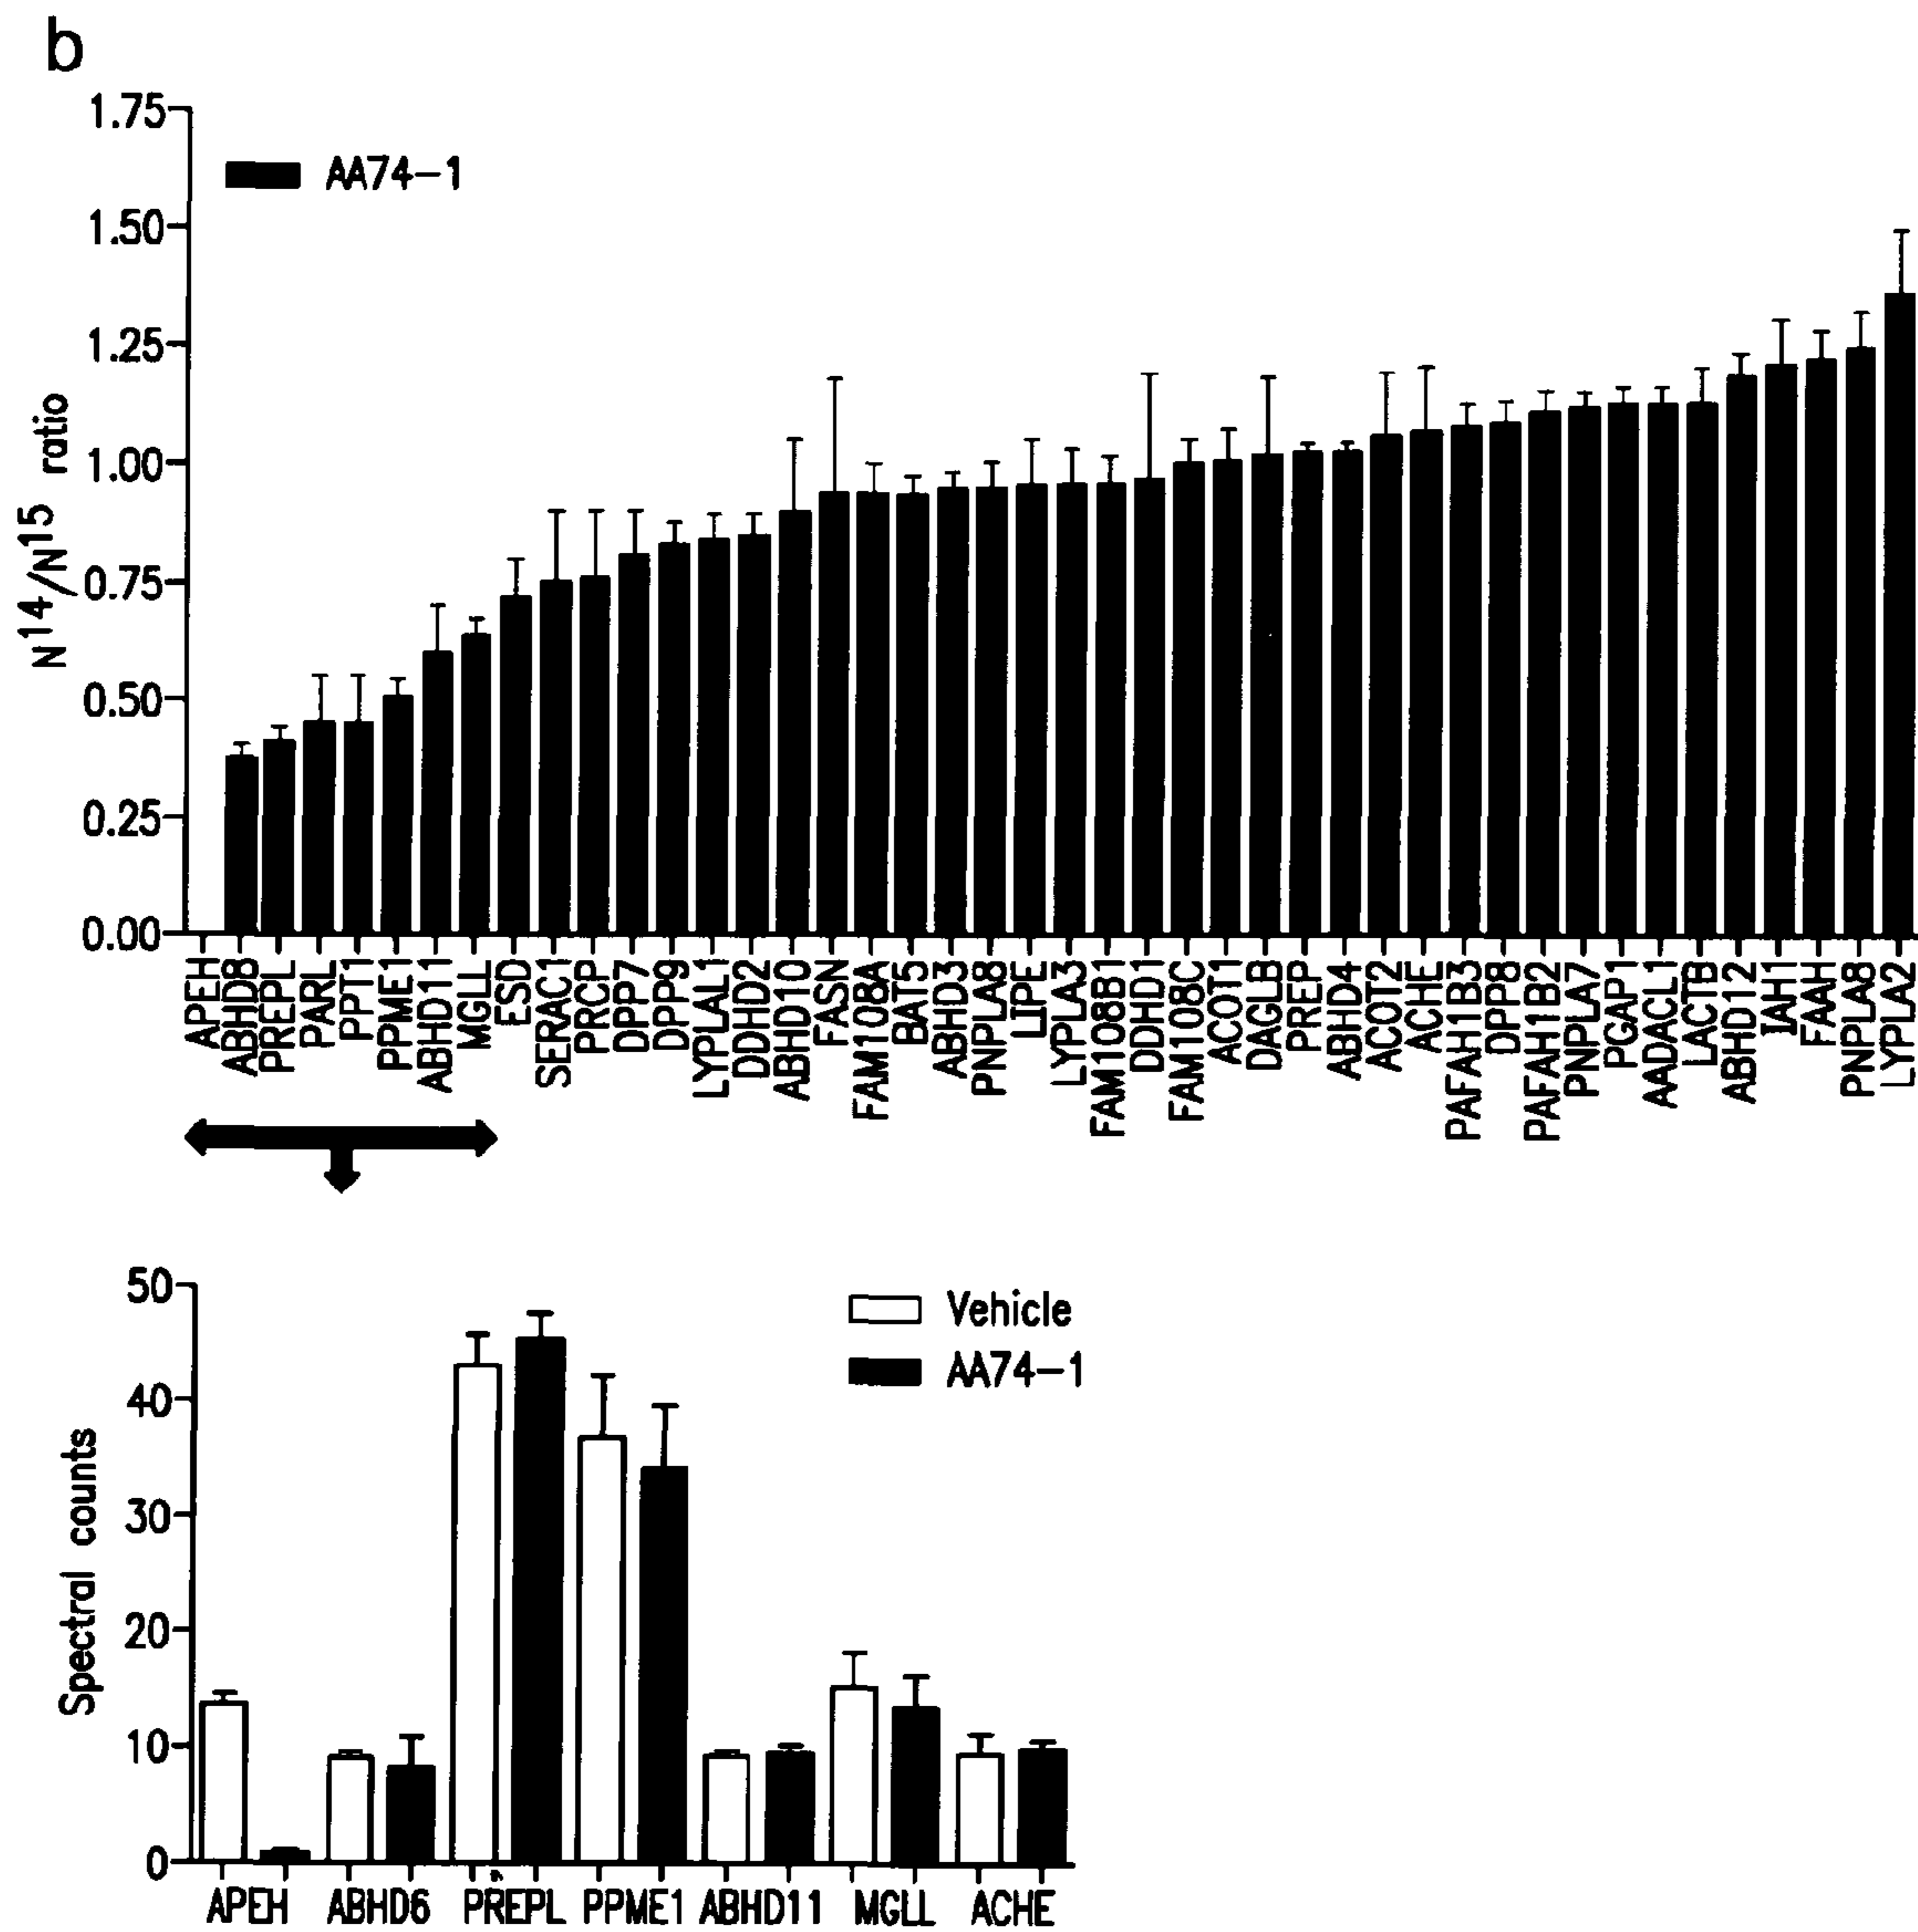 b
1.75
1.50
1.25
1.00
0.75
0.50
0.25
0.00
N14/N15 ratio
AA74-1
APEH
ABHD8
PREPL
PARL
PPT1
PPME1
ABHD11
MGLL
ESD
SERAC1
PRCP
DPP7
DPP9
LYPLAL1
DDHD2
ABHD10
FASN
FAM108A
BAT5
ABHD3
PNPLA8
LIPE
LYPLA3
FAM108B1
DDHD1
FAM108C
ACOT1
DAGLB
PREP
ABHD4
ACOT2
ACHE
PAFAH1B3
DPP8
PAFAH1B2
PNPLA7
PGAP1
AADACL1
LACTB
ABHD12
IAH1
FAAH
PNPLA8
LYPLA2
50
40
30
20
10
0
Spectral counts
Vehicle
AA74-1
APEH
ABHD6
PREPL
PPME1
ABHD11
MGLL
ACHE